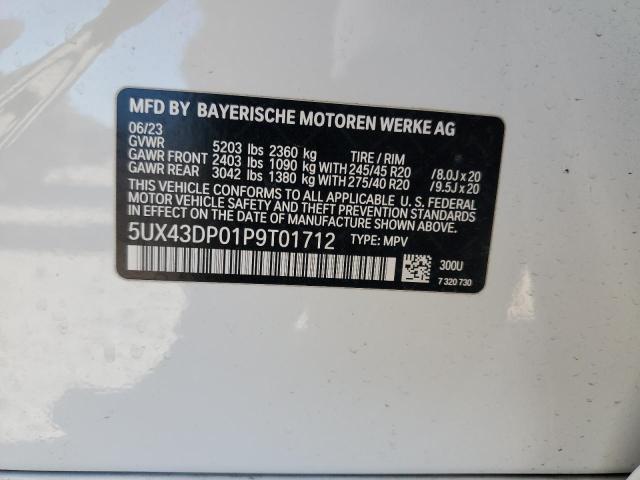 MFD BY BAYERISCHE MOTOREN WERKE AG
06/23
GVWR 5203 lbs 2360 kg TIRE / RIM
GAWR FRONT 2403 lbs 1090 kg WITH 245/45 R20 /8.0J x 20
GAWR REAR 3042 lbs 1380 kg WITH 275/40 R20 /9.5J x 20
THIS VEHICLE CONFORMS TO ALL APPLICABLE U. S. FEDERAL
MOTOR VEHICLE SAFETY STANDARDS IN EFFECT ON THE DATE OF
MANUFACTURE SHOWN ABOVE.
5UX43DP01P9T01712 TYPE: MPV
300U
7 320 730